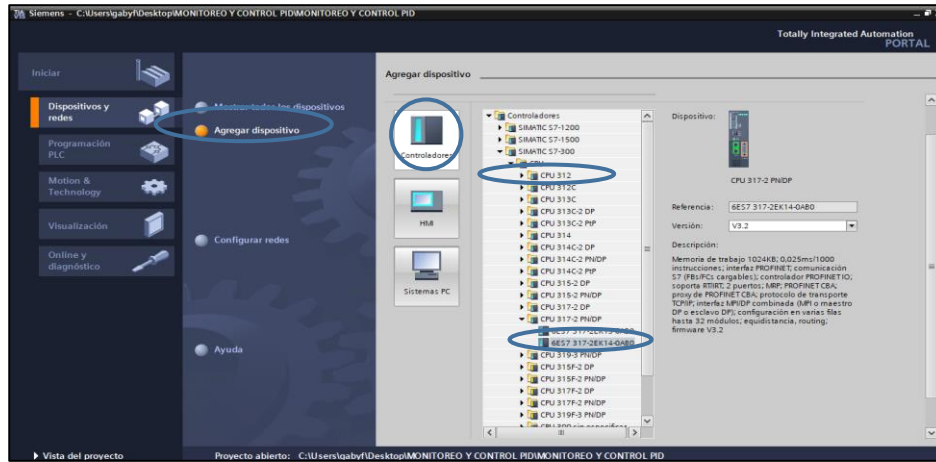 Siemens - C:\Users\gabyf\Desktop\MONITOREO Y CONTROL PID\MONITOREO Y CONTROL PID
Totally Integrated Automation
PORTAL
Iniciar
Dispositivos y
redes
Programación
PLC
Motion &
Technology
Visualización
Online y
diagnóstico
Mostrar todos los dispositivos
Agregar dispositivo
Configurar redes
Ayuda
Agregar dispositivo
Controladores
HMI
Sistemas PC
Controladores
SIMATIC S7-1200
SIMATIC S7-1500
SIMATIC S7-300
CPU
CPU 312
CPU 312C
CPU 313C
CPU 313C-2 DP
CPU 313C-2 PtP
CPU 314
CPU 314C-2 DP
CPU 314C-2 PN/DP
CPU 314C-2 PtP
CPU 315-2 DP
CPU 315-2 PN/DP
CPU 317-2 DP
CPU 317-2 PN/DP
6ES7 317-2EK14-0AB0
CPU 319-3 PN/DP
CPU 315F-2 DP
CPU 315F-2 PN/DP
CPU 317F-2 DP
CPU 317F-2 PN/DP
CPU 319F-3 PN/DP
Dispositivo:
CPU 317-2 PN/DP
Referencia: 6ES7 317-2EK14-0AB0
Versión: V3.2
Descripción:
Memoria de trabajo 1024KB; 0,025ms/1000
instrucciones; interfaz PROFINET; comunicación
S7 (FBs/FCs cargables); controlador PROFINET IO;
soporta RT/IRT; 2 puertos; MRP; PROFINET CBA;
proxy de PROFINET CBA; protocolo de transporte
TCP/IP; interfaz MPI/DP combinada (MPI o maestro
DP o esclavo DP); configuración en varias filas
hasta 32 módulos; equidistancia, routing;
firmware V3.2
Vista del proyecto
Proyecto abierto: C:\Users\gabyf\Desktop\MONITOREO Y CONTROL PID\MONITOREO Y CONTROL PID